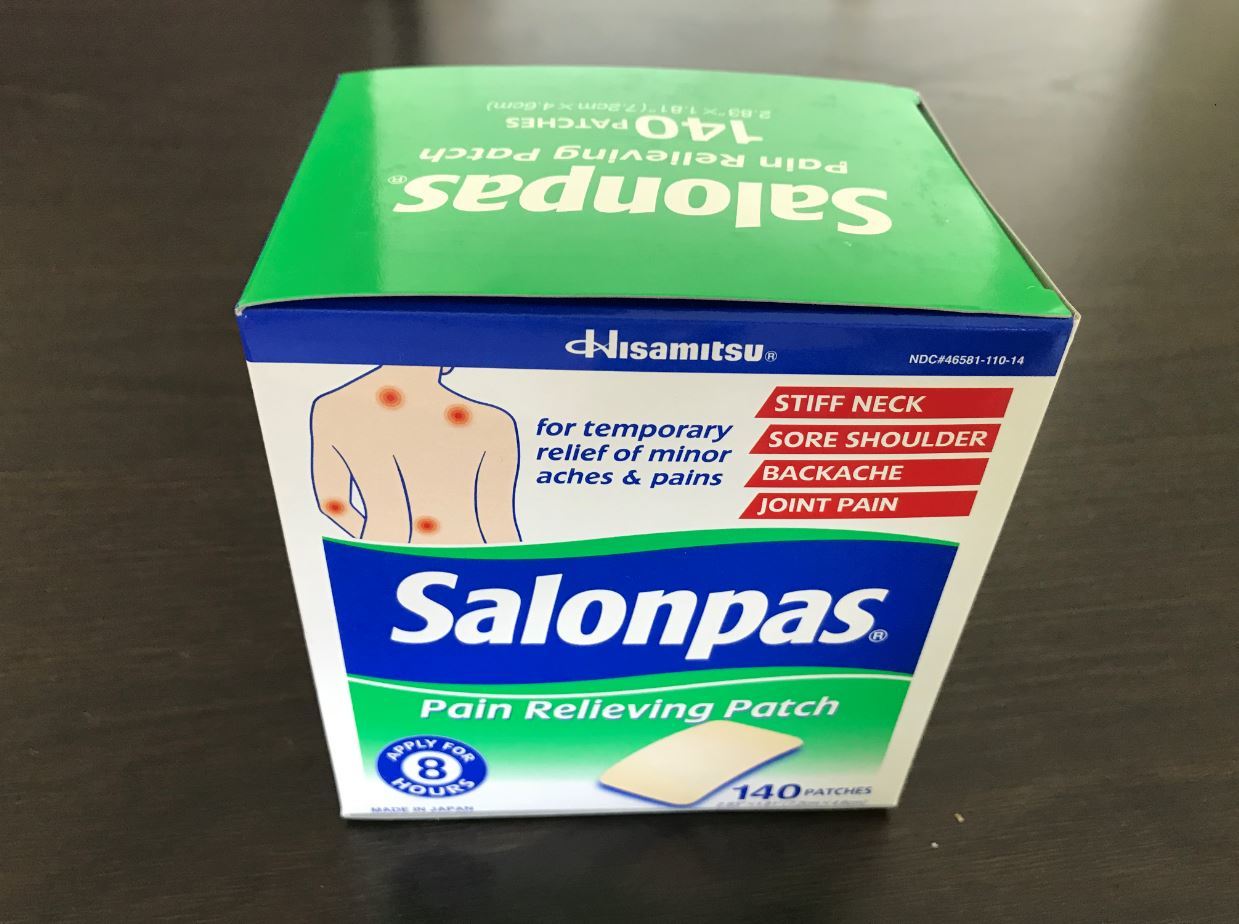 Salonpas®
Pain Relieving Patch
140 PATCHES
2.83"×1.81" (7.2cm×4.6cm)
HISAMITSU®
NDC#46581-110-14
for temporary
relief of minor
aches & pains
STIFF NECK
SORE SHOULDER
BACKACHE
JOINT PAIN
Salonpas®
Pain Relieving Patch
APPLY FOR
8
HOURS
140 PATCHES
MADE IN JAPAN